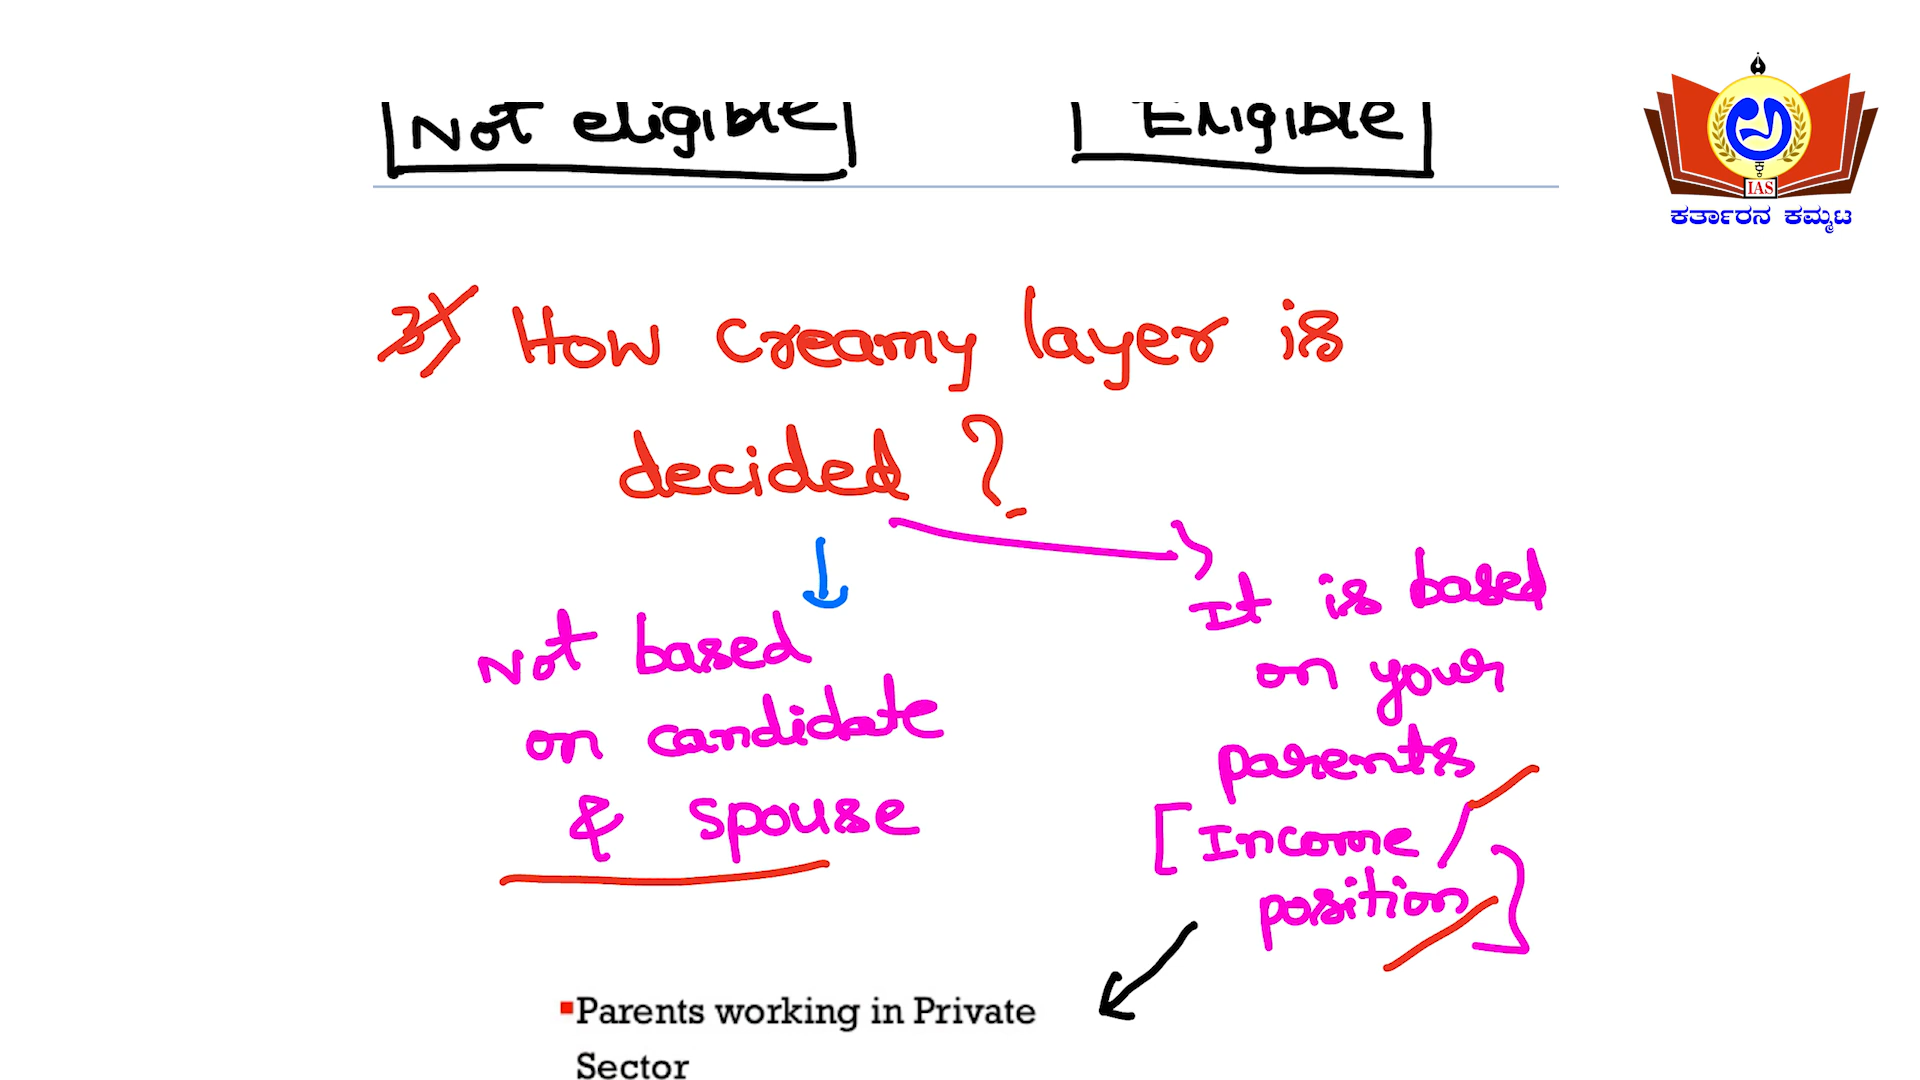 Not eligible
Eligible
IAS
ಕರ್ತಾರನ ಕಮ್ಮಟ
3) How creamy layer is
decided ?
Not based
on candidate
& spouse
It is based
on your
parents
[Income/
position]
Parents working in Private
Sector